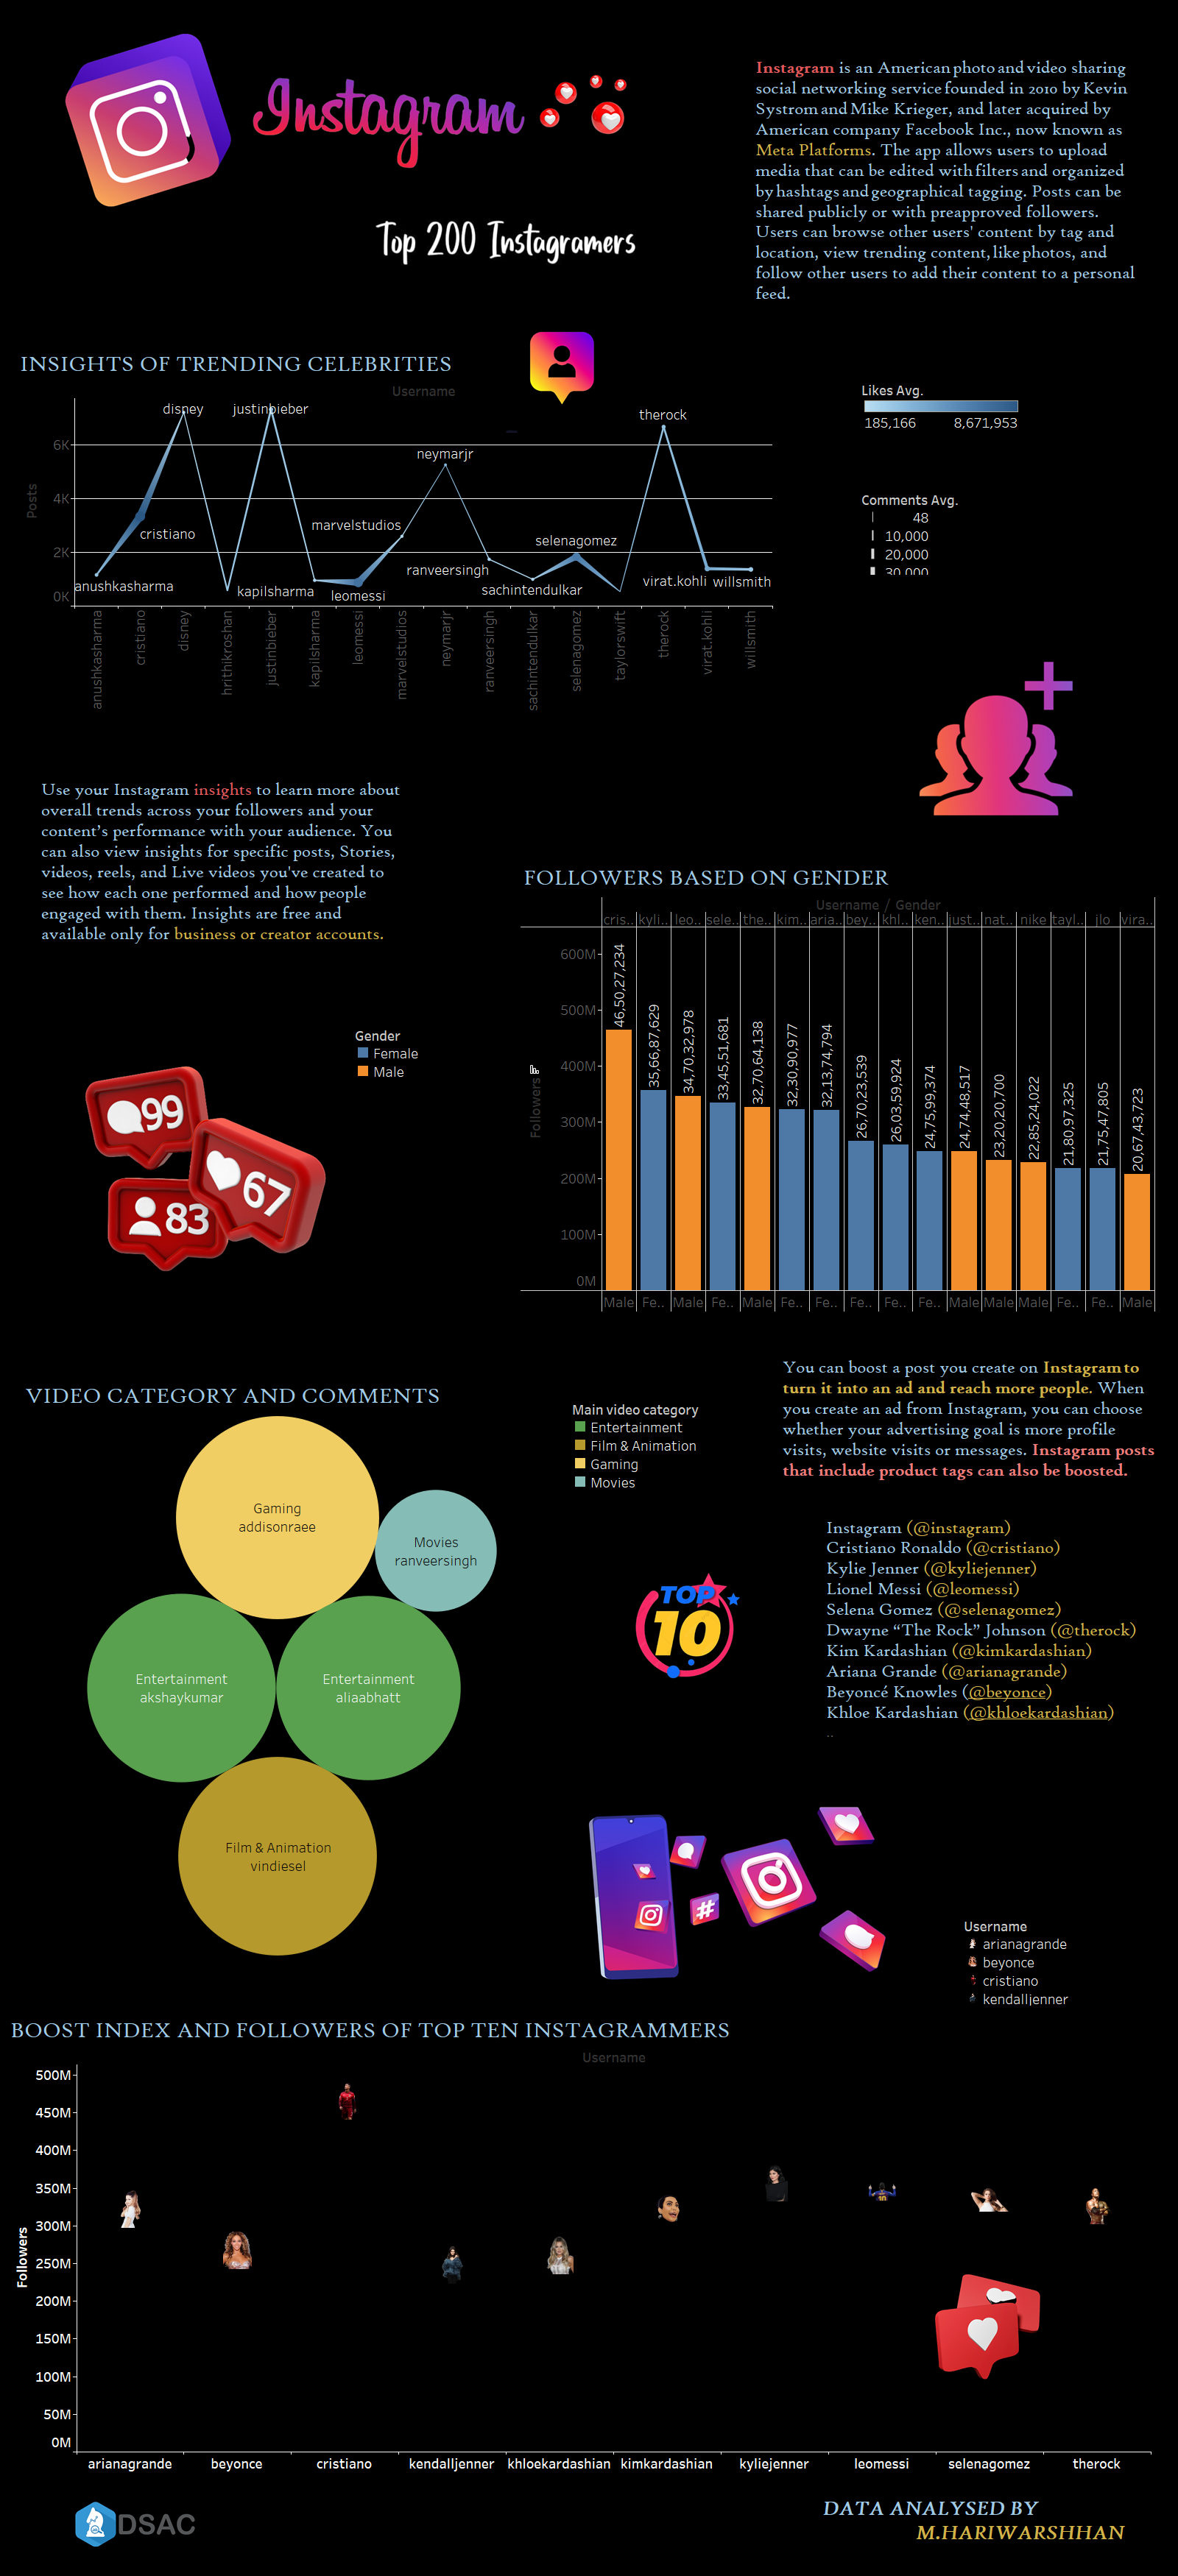 Instagram
Top 200 Instagramers
Instagram is an American photo and video sharing
social networking service founded in 2010 by Kevin
Systrom and Mike Krieger, and later acquired by
American company Facebook Inc., now known as
Meta Platforms. The app allows users to upload
media that can be edited with filters and organized
by hashtags and geographical tagging. Posts can be
shared publicly or with preapproved followers.
Users can browse other users' content by tag and
location, view trending content, like photos, and
follow other users to add their content to a personal
feed.
INSIGHTS OF TRENDING CELEBRITIES
Username
Posts
6K
4K
2K
0K
disney
justinbieber
therock
neymarjr
cristiano
marvelstudios
selenagomez
ranveersingh
anushkasharma
kapilsharma
leomessi
sachintendulkar
virat.kohli
willsmith
anushkasharma
cristiano
disney
hrithikroshan
justinbieber
kapilsharma
leomessi
marvelstudios
neymarjr
ranveersingh
sachintendulkar
selenagomez
taylorswift
therock
virat.kohli
willsmith
Likes Avg.
185,166 8,671,953
Comments Avg.
48
10,000
20,000
30,000
Use your Instagram insights to learn more about
overall trends across your followers and your
content's performance with your audience. You
can also view insights for specific posts, Stories,
videos, reels, and Live videos you've created to
see how each one performed and how people
engaged with them. Insights are free and
available only for business or creator accounts.
99
67
83
Gender
Female
Male
FOLLOWERS BASED ON GENDER
Username / Gender
cris.. kyli.. leo.. sele.. the.. kim.. aria.. bey.. khl.. ken.. just.. nat.. nike tayl.. jlo vira..
Followers
600M
500M
400M
300M
200M
100M
0M
46,50,27,234
35,66,87,629
34,70,32,978
33,45,51,681
32,70,64,138
32,30,90,977
32,13,74,794
26,70,23,539
26,03,59,924
24,75,99,374
24,74,48,517
23,20,20,700
22,85,24,022
21,80,97,325
21,75,47,805
20,67,43,723
Male Fe.. Male Fe.. Male Fe.. Fe.. Fe.. Fe.. Fe.. Male Male Male Fe.. Fe.. Male
VIDEO CATEGORY AND COMMENTS
Gaming
addisonraee
Movies
ranveersingh
Entertainment
akshaykumar
Entertainment
aliaabhatt
Film & Animation
vindiesel
Main video category
Entertainment
Film & Animation
Gaming
Movies
You can boost a post you create on Instagram to
turn it into an ad and reach more people. When
you create an ad from Instagram, you can choose
whether your advertising goal is more profile
visits, website visits or messages. Instagram posts
that include product tags can also be boosted.
TOP
10
Instagram (@instagram)
Cristiano Ronaldo (@cristiano)
Kylie Jenner (@kyliejenner)
Lionel Messi (@leomessi)
Selena Gomez (@selenagomez)
Dwayne “The Rock” Johnson (@therock)
Kim Kardashian (@kimkardashian)
Ariana Grande (@arianagrande)
Beyoncé Knowles (@beyonce)
Khloe Kardashian (@khloekardashian)
..
#
Username
arianagrande
beyonce
cristiano
kendalljenner
BOOST INDEX AND FOLLOWERS OF TOP TEN INSTAGRAMMERS
Username
Followers
500M
450M
400M
350M
300M
250M
200M
150M
100M
50M
0M
10
arianagrande beyonce cristiano kendalljenner khloekardashian kimkardashian kyliejenner leomessi selenagomez therock
DSAC
DATA ANALYSED BY
M.HARIWARSHHAN